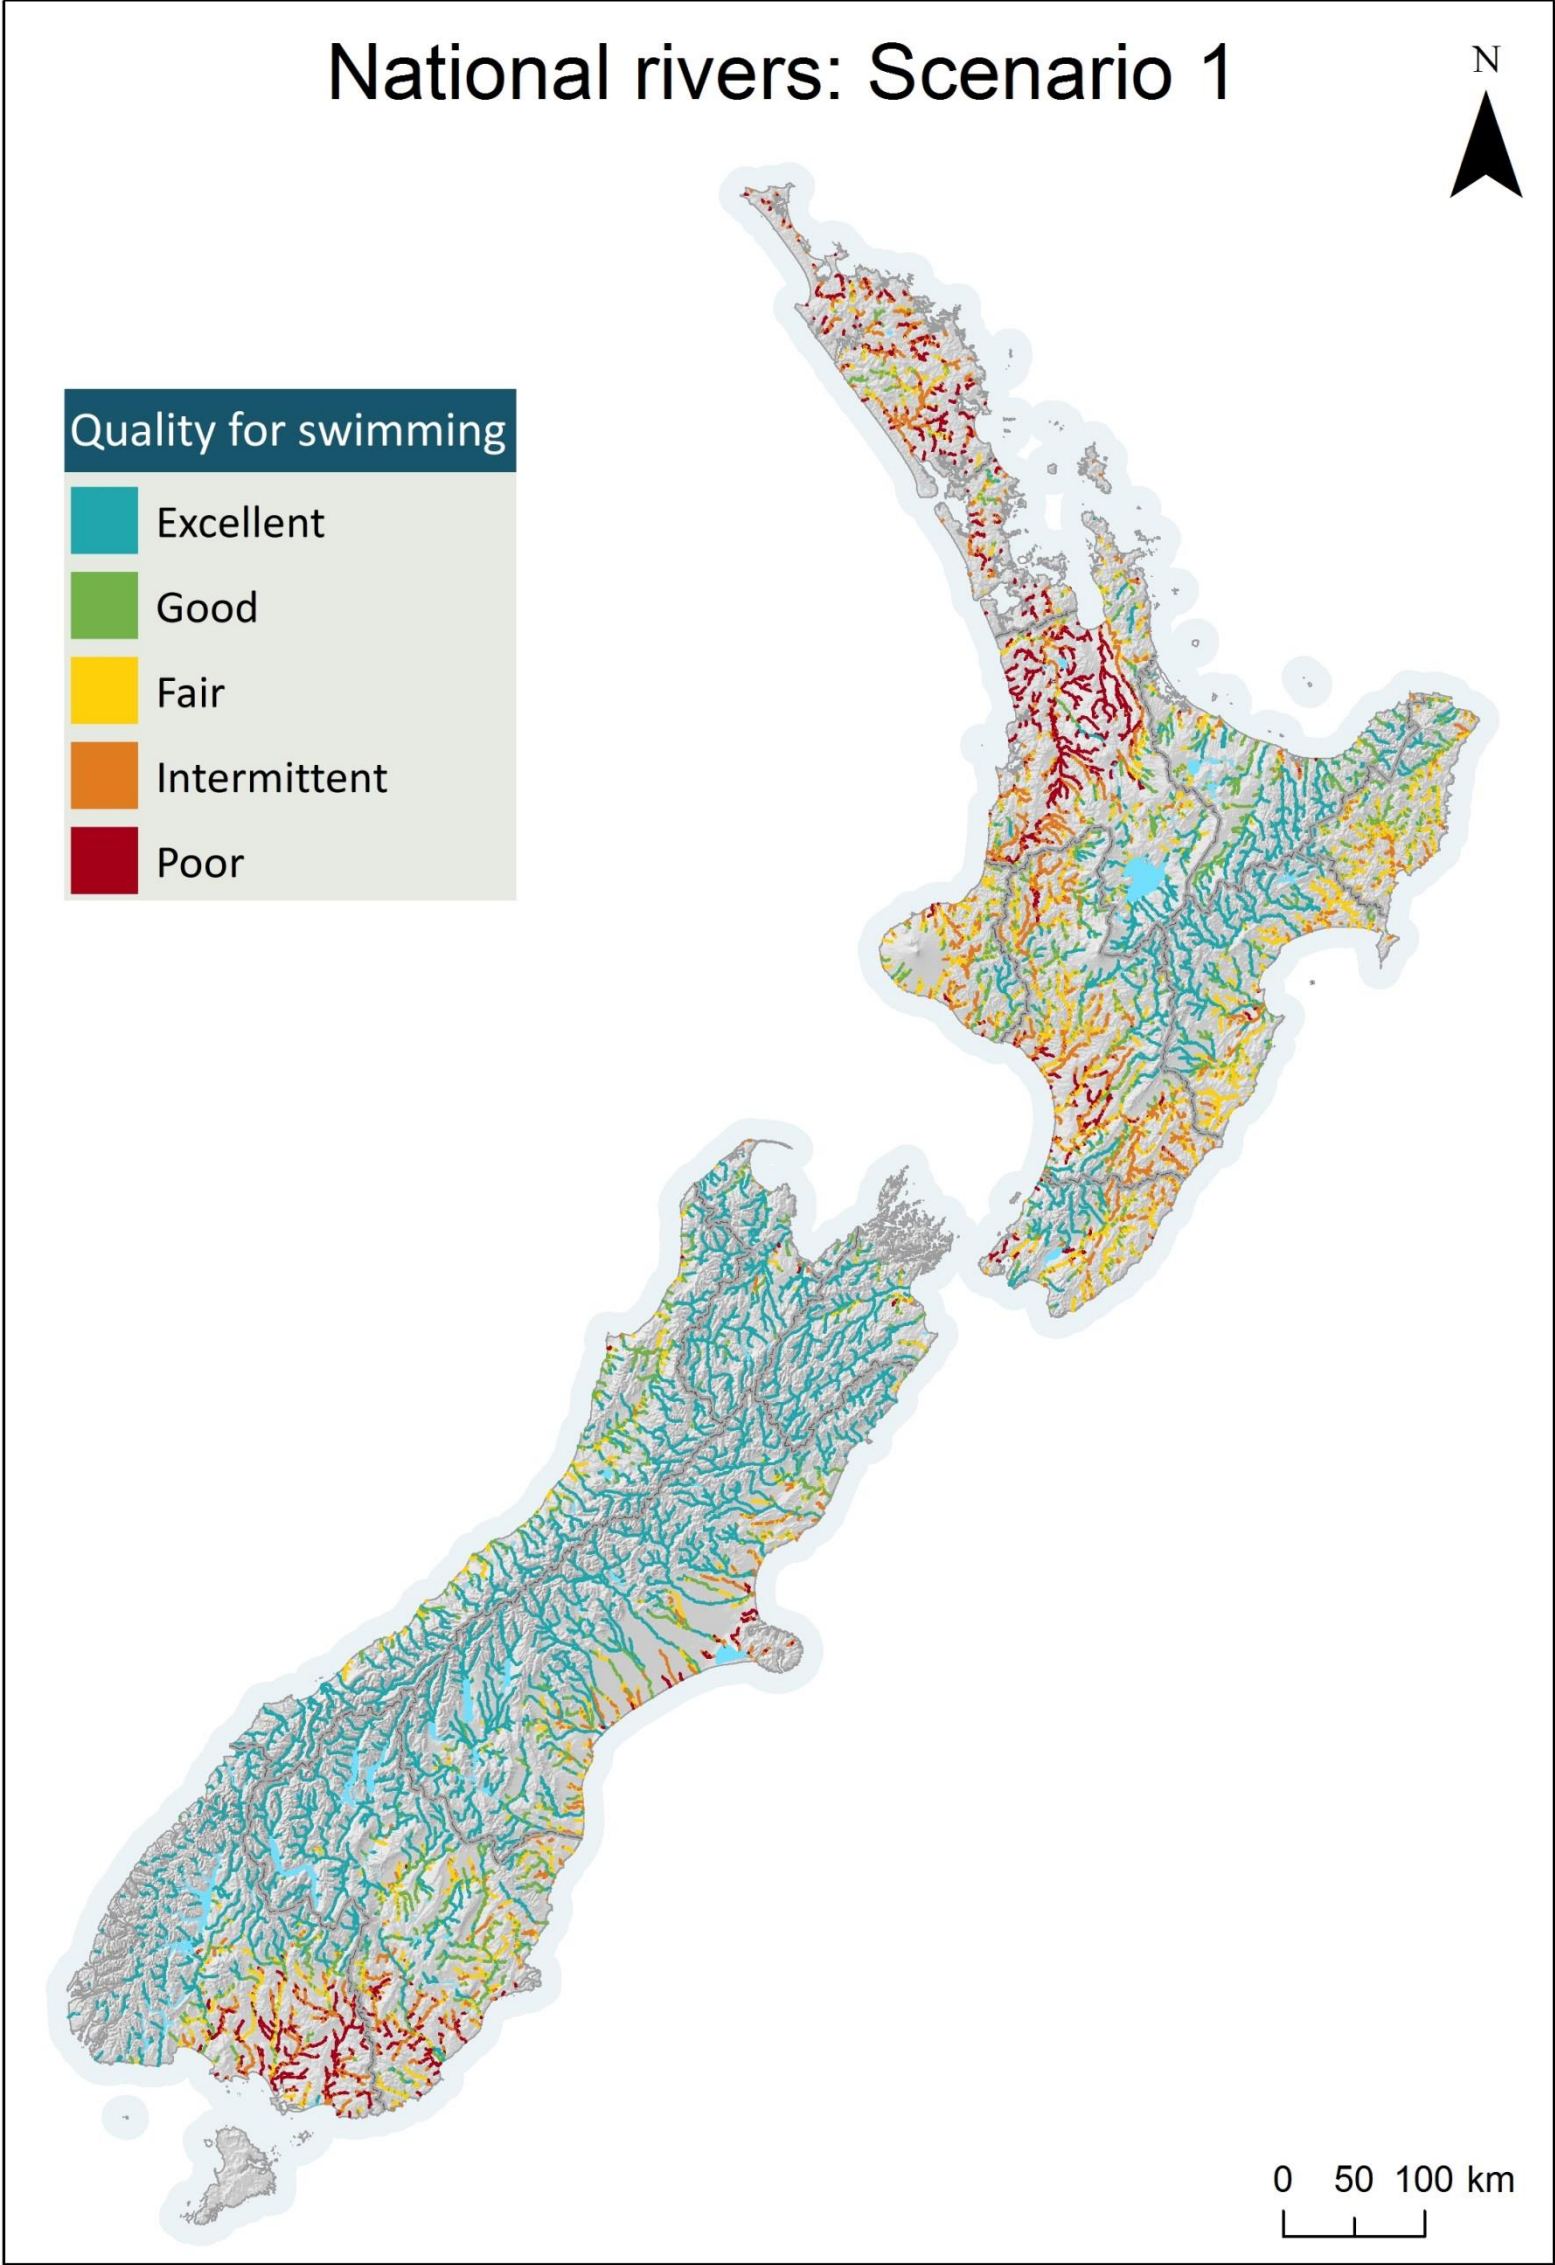 National rivers: Scenario 1
N
Quality for swimming
Excellent
Good
Fair
Intermittent
Poor
0 50 100 km